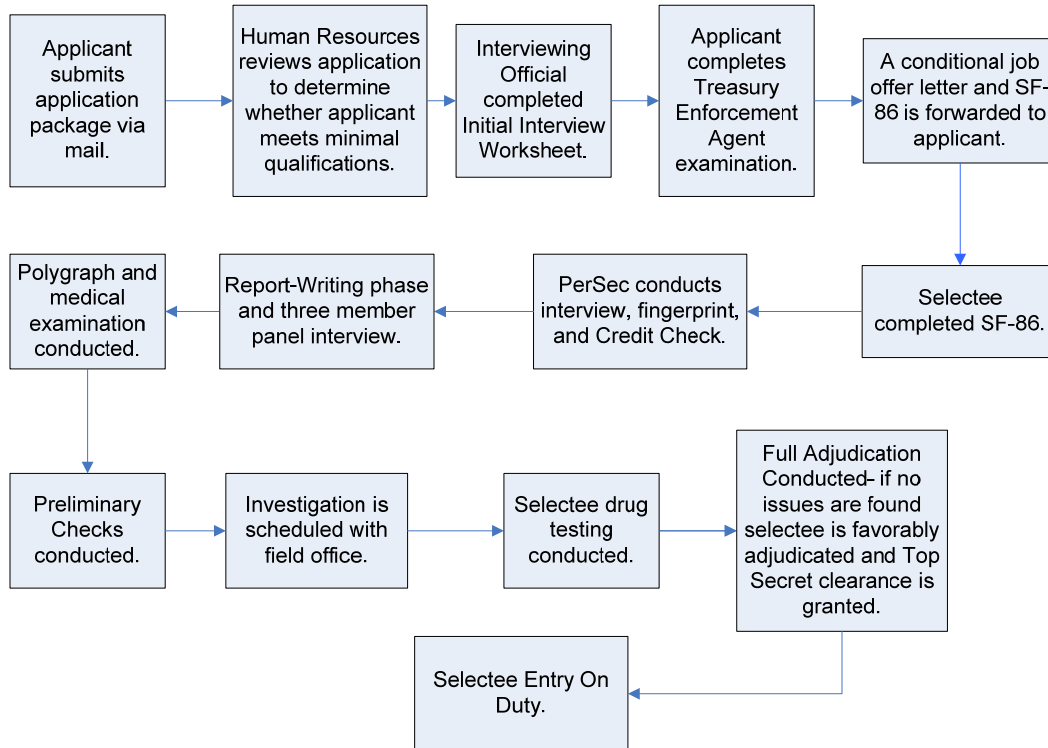 Applicant
submits
application
package via
mail.
Human Resources
reviews application
to determine
whether applicant
meets minimal
qualifications.
Interviewing
Official
completed
Initial Interview
Worksheet.
Applicant
completes
Treasury
Enforcement
Agent
examination.
A conditional job
offer letter and SF-
86 is forwarded to
applicant.
Selectee
completed SF-86.
PerSec conducts
interview, fingerprint,
and Credit Check.
Report-Writing phase
and three member
panel interview.
Polygraph and
medical
examination
conducted.
Preliminary
Checks
conducted.
Investigation is
scheduled with
field office.
Selectee drug
testing
conducted.
Full Adjudication
Conducted- if no
issues are found
selectee is favorably
adjudicated and Top
Secret clearance is
granted.
Selectee Entry On
Duty.